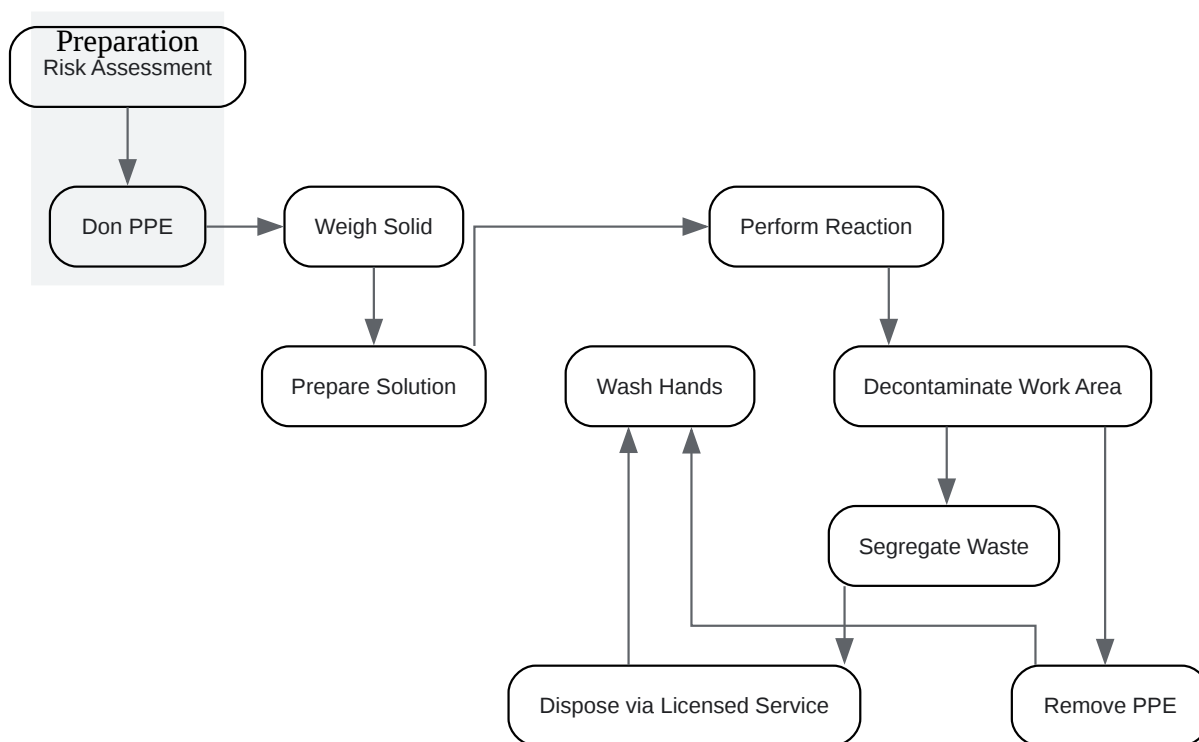 Preparation
Risk Assessment
Don PPE
Weigh Solid
Perform Reaction
Prepare Solution
Wash Hands
Decontaminate Work Area
Segregate Waste
Dispose via Licensed Service
Remove PPE